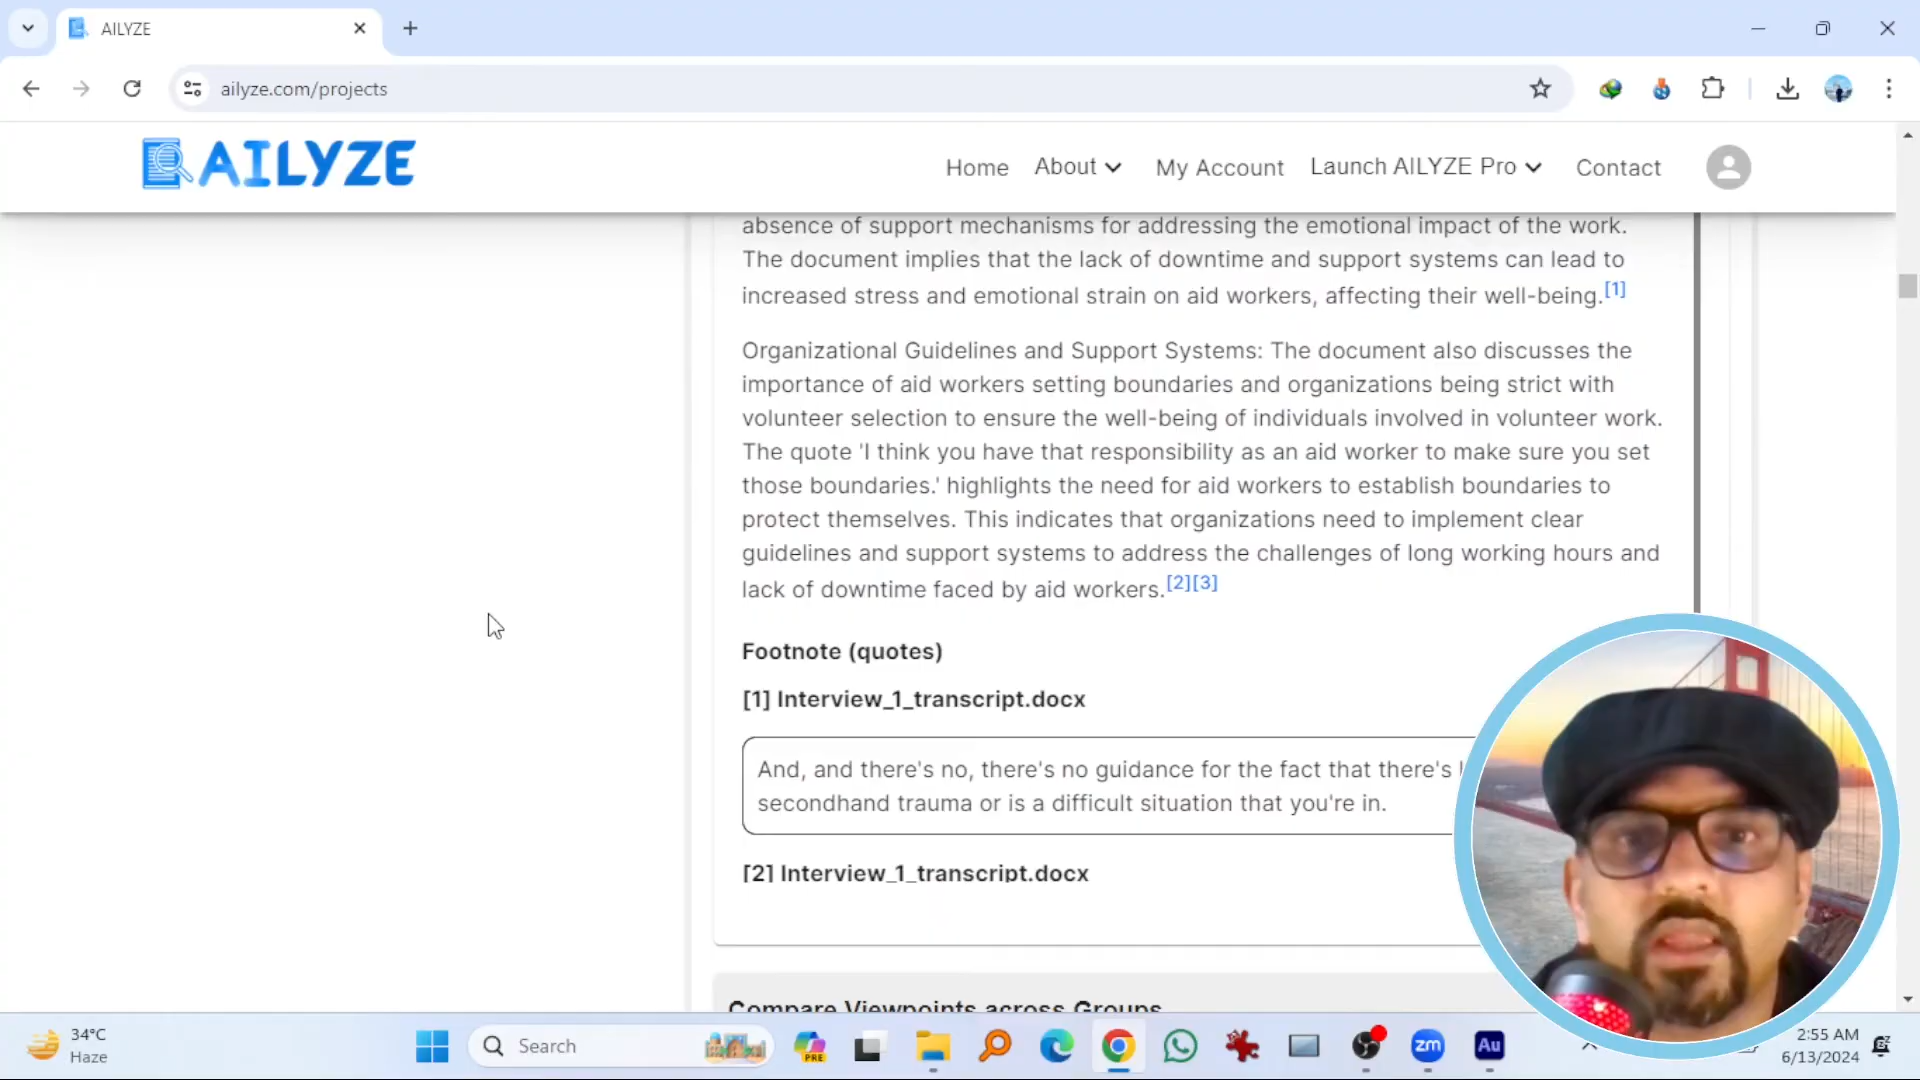 AILYZE
ailyze.com/projects
AILYZE
Home
About
My Account
Launch AILYZE Pro
Contact
absence of support mechanisms for addressing the emotional impact of the work.
The document implies that the lack of downtime and support systems can lead to
increased stress and emotional strain on aid workers, affecting their well-being.[1]
Organizational Guidelines and Support Systems: The document also discusses the
importance of aid workers setting boundaries and organizations being strict with
volunteer selection to ensure the well-being of individuals involved in volunteer work.
The quote 'I think you have that responsibility as an aid worker to make sure you set
those boundaries.' highlights the need for aid workers to establish boundaries to
protect themselves. This indicates that organizations need to implement clear
guidelines and support systems to address the challenges of long working hours and
lack of downtime faced by aid workers.[2][3]
Footnote (quotes)
[1] Interview_1_transcript.docx
And, and there's no, there's no guidance for the fact that there's
secondhand trauma or is a difficult situation that you're in.
[2] Interview_1_transcript.docx
Compare Viewpoints across Groups
34°C
Haze
Search
PRE
zm
Au
2:55 AM
6/13/2024